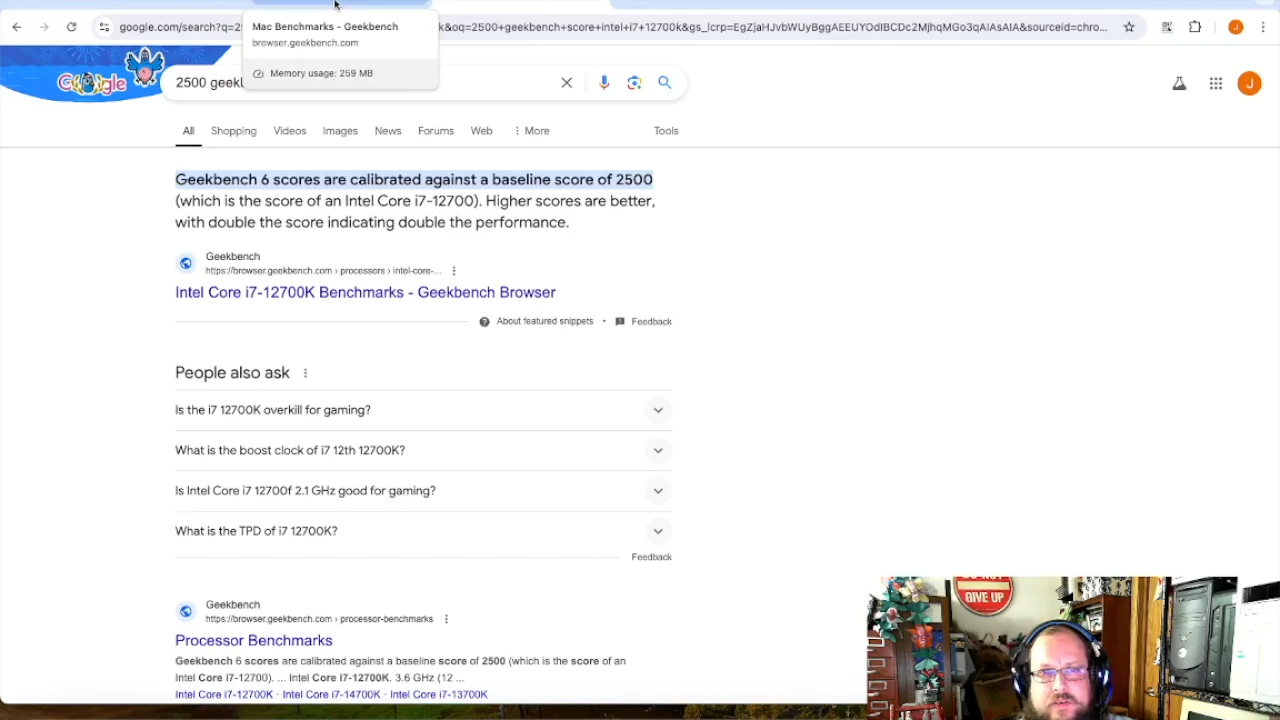 Mac Benchmarks - Geekbench
google.com/search?q=2
k&oq=2500+geekbench+score+intel+i7+12700k&gs_lcrp=EgZjaHJvbWUyBggAEEUYOdIBCDc2MjhqMGo3qAIAsAIA&sourceid=chro...
J
browser.geekbench.com
Memory usage: 259 MB
Google
2500 geekb
J
All
Shopping
Videos
Images
News
Forums
Web
More
Tools
Geekbench 6 scores are calibrated against a baseline score of 2500
(which is the score of an Intel Core i7-12700). Higher scores are better,
with double the score indicating double the performance.
Geekbench
https://browser.geekbench.com › processors › intel-core-...
Intel Core i7-12700K Benchmarks - Geekbench Browser
About featured snippets
Feedback
People also ask
Is the i7 12700K overkill for gaming?
What is the boost clock of i7 12th 12700K?
Is Intel Core i7 12700f 2.1 GHz good for gaming?
What is the TPD of i7 12700K?
Feedback
Geekbench
https://browser.geekbench.com › processor-benchmarks
Processor Benchmarks
Geekbench 6 scores are calibrated against a baseline score of 2500 (which is the score of an
Intel Core i7-12700). ... Intel Core i7-12700K. 3.6 GHz (12 ...
Intel Core i7-12700K · Intel Core i7-14700K · Intel Core i7-13700K
GIVE UP